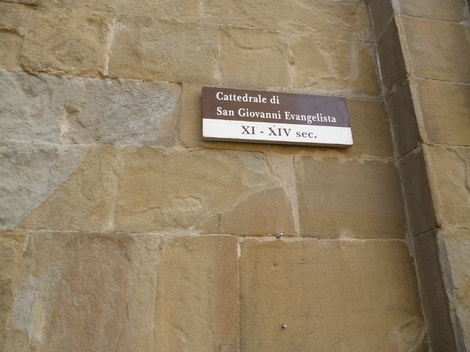 Cattedrale di
San Giovanni Evangelista
XI - XIV sec.